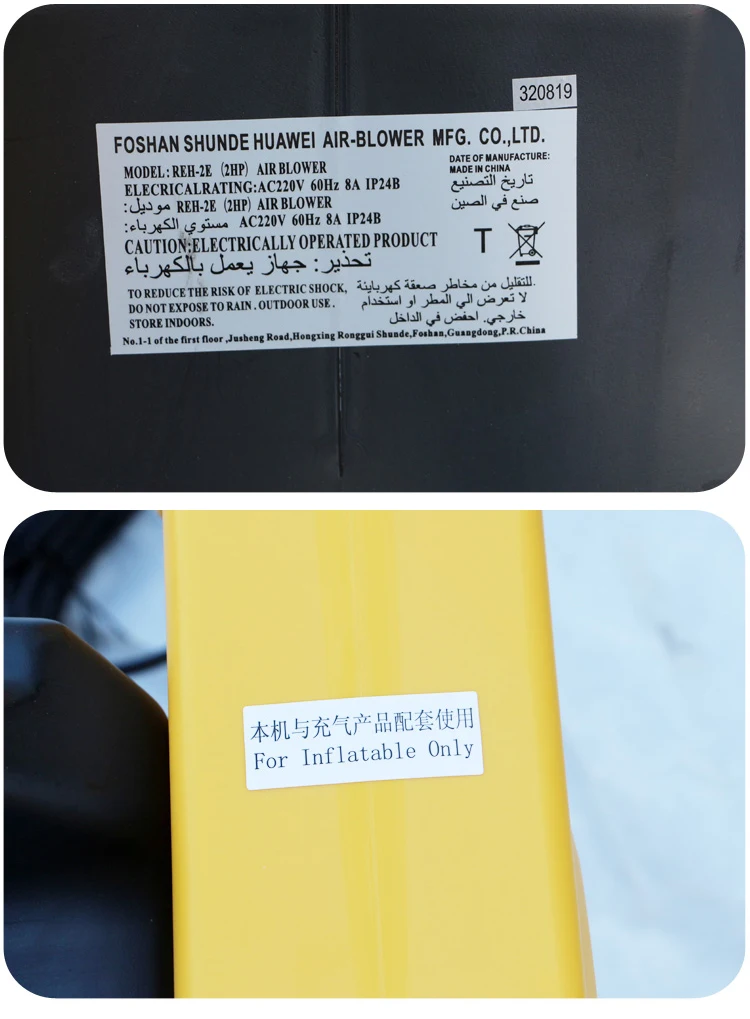 320819
FOSHAN SHUNDE HUAWEI AIR-BLOWER MFG. CO.,LTD.
MODEL: REH-2E (2HP) AIR BLOWER
ELECRICALRATING:AC220V 60Hz 8A IP24B
موديل: REH-2E (2HP) AIR BLOWER
مستوي الكهرباء: AC220V 60Hz 8A IP24B
DATE OF MANUFACTURE:
MADE IN CHINA
تاريخ التصنيع
صنع في الصين
CAUTION:ELECTRICALLY OPERATED PRODUCT
تحذير: جهاز يعمل بالكهرباء
T
TO REDUCE THE RISK OF ELECTRIC SHOCK,
DO NOT EXPOSE TO RAIN. OUTDOOR USE.
STORE INDOORS.
للتقليل من مخاطر صعقة كهربائية.
لا تعرض الي المطر او استخدام
خارجي. احفض في الداخل
No.1-1 of the first floor ,Jusheng Road,Hongxing Ronggui Shunde,Foshan,Guangdong,P.R.China
本机与充气产品配套使用
For Inflatable Only